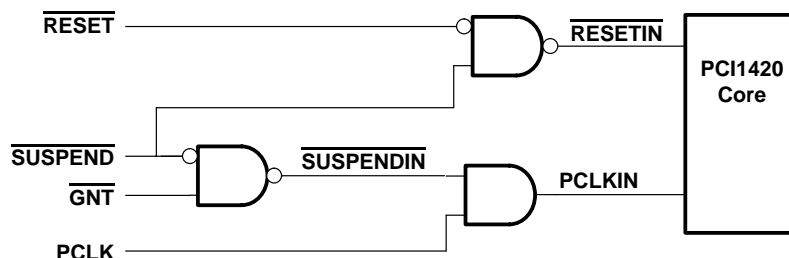 RESET
RESETIN
PCI1420
Core
SUSPEND
SUSPENDIN
GNT
PCLKIN
PCLK